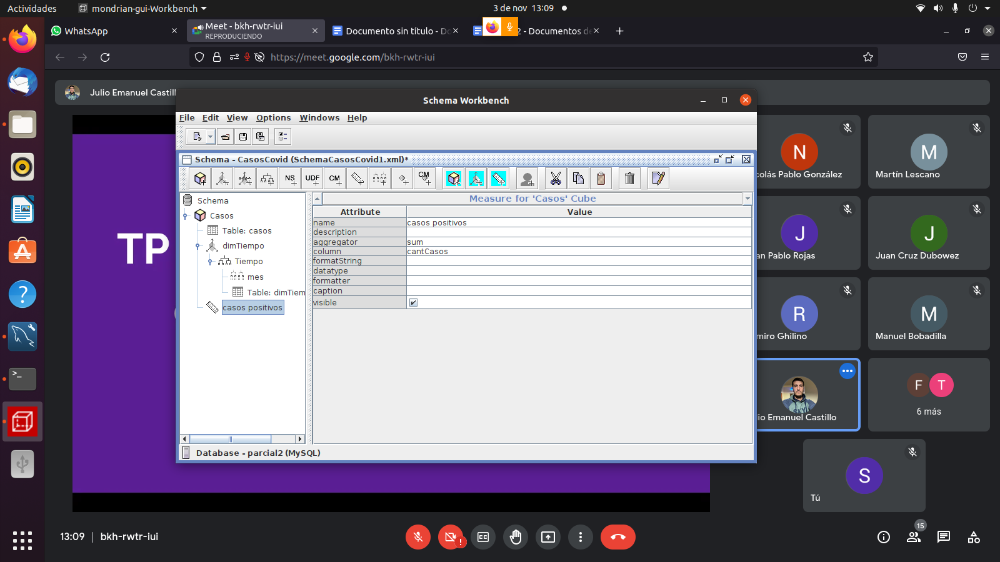 Actividades
mondrian-gui-Workbench
3 de nov 13:09
WhatsApp
Meet - bkh-rwtr-iui
REPRODUCIENDO
Documento sin título - Do
2 - Documentos de
https://meet.google.com/bkh-rwtr-iui
Julio Emanuel Castill
Schema Workbench
File Edit View Options Windows Help
Schema - CasosCovid (SchemaCasosCovid1.xml)*
NS UDF CM CM
Schema
Casos
Table: casos
dimTiempo
Tiempo
mes
Table: dimTiem
casos positivos
Measure for 'Casos' Cube
Attribute Value
name casos positivos
description
aggregator sum
column cantCasos
formatString
datatype
formatter
caption
visible
Database - parcial2 (MySQL)
TP
N
colás Pablo González
M
Martín Lescano
J
an Pablo Rojas
J
Juan Cruz Dubowez
R
miro Ghilino
M
Manuel Bobadilla
io Emanuel Castillo
F T
6 más
S
Tú
13:09 | bkh-rwtr-iui
15